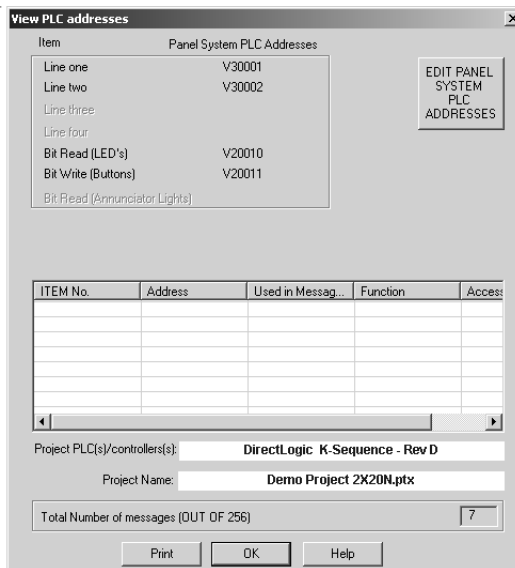 View PLC addresses
Item Panel System PLC Addresses
Line one V30001
Line two V30002
Line three
Line four
Bit Read (LED's) V20010
Bit Write (Buttons) V20011
Bit Read (Annunciator Lights)
EDIT PANEL
SYSTEM
PLC
ADDRESSES
ITEM No. Address Used in Messag... Function Access
Project PLC(s)/controllers(s): DirectLogic K-Sequence - Rev D
Project Name: Demo Project 2X20N.ptx
Total Number of messages (OUT OF 256) 7
Print OK Help